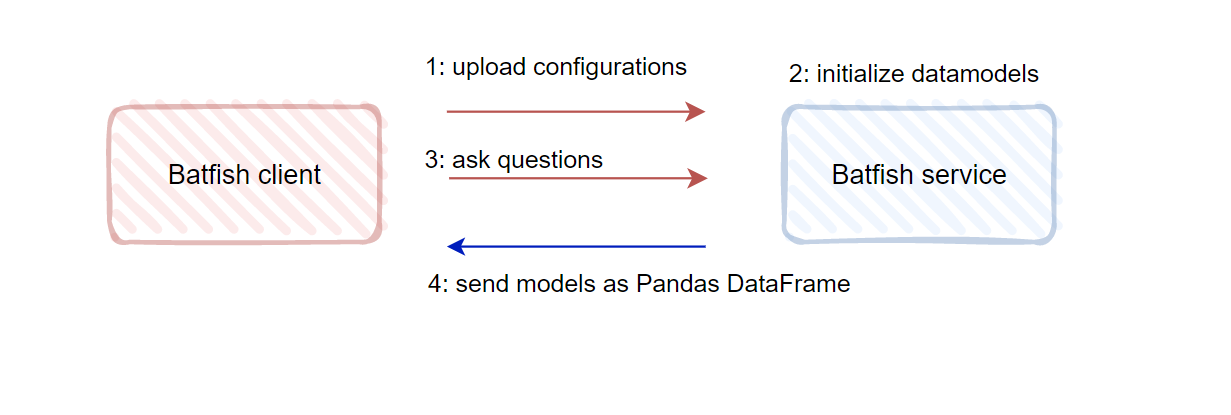 1: upload configurations
2: initialize datamodels
3: ask questions
Batfish client
Batfish service
4: send models as Pandas DataFrame